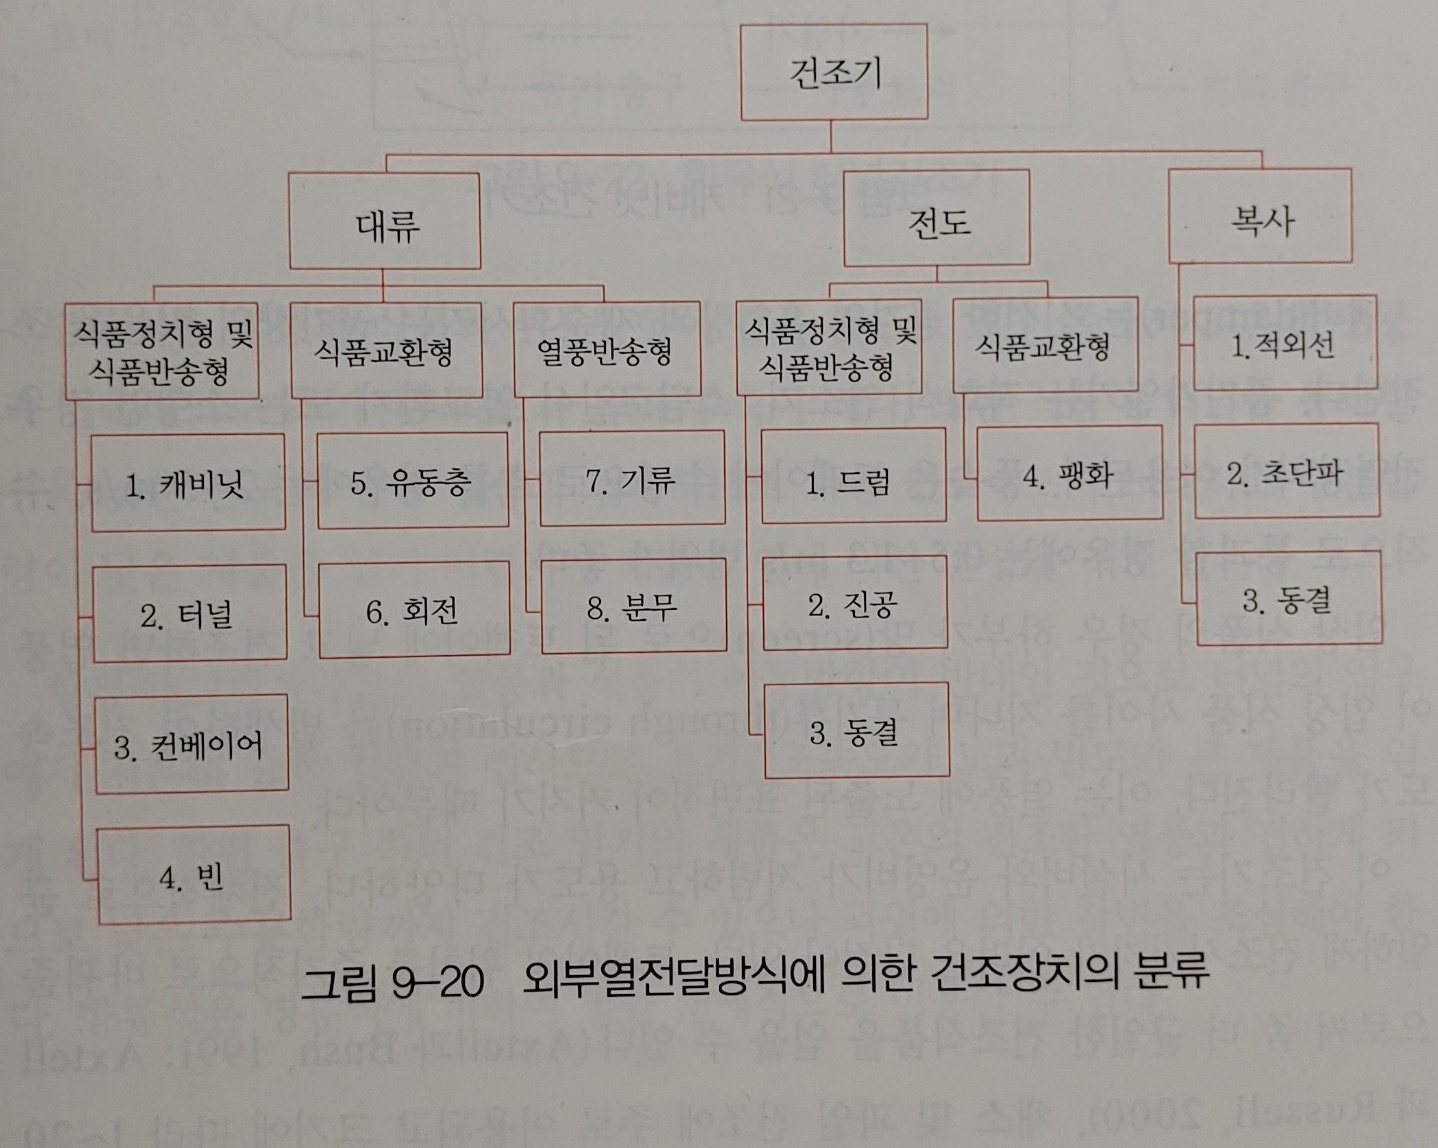 건조기
대류
전도
복사
식품정치형 및
식품반송형
식품교환형
열풍반송형
식품정치형 및
식품반송형
식품교환형
1.적외선
1. 캐비닛
5. 유동층
7. 기류
1. 드럼
4. 팽화
2. 초단파
2. 터널
6. 회전
8. 분무
2. 진공
3. 동결
3. 컨베이어
3. 동결
4. 빈
그림 9-20 외부열전달방식에 의한 건조장치의 분류